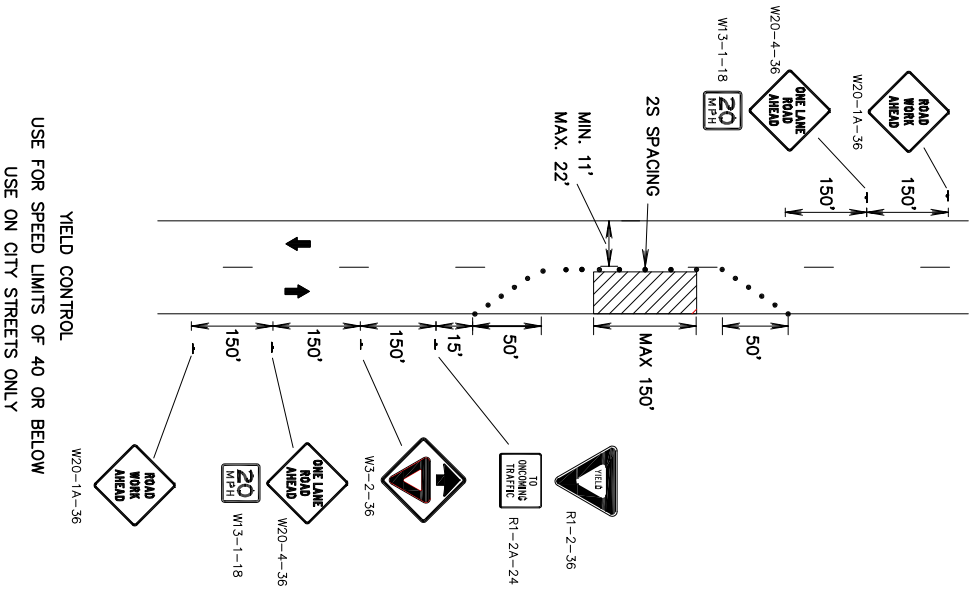 W20-4-36
W13-1-18
20
MPH
ONE LANE
ROAD
AHEAD
W20-1A-36
ROAD
WORK
AHEAD
150'
150'
2S SPACING
MIN. 11'
MAX. 22'
50'
MAX 150'
50'
15'
150'
150'
150'
YIELD
R1-2-36
TO
ONCOMING
TRAFFIC
R1-2A-24
W3-2-36
ONE LANE
ROAD
AHEAD
W20-4-36
20
MPH
W13-1-18
ROAD
WORK
AHEAD
W20-1A-36
YIELD CONTROL
USE FOR SPEED LIMITS OF 40 OR BELOW
USE ON CITY STREETS ONLY